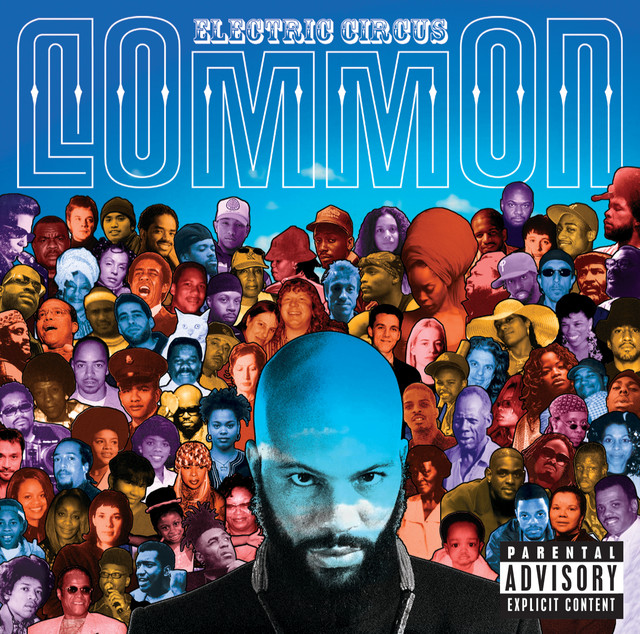 ELECTRIC CIRCUS
COMMON
PARENTAL
ADVISORY
EXPLICIT CONTENT